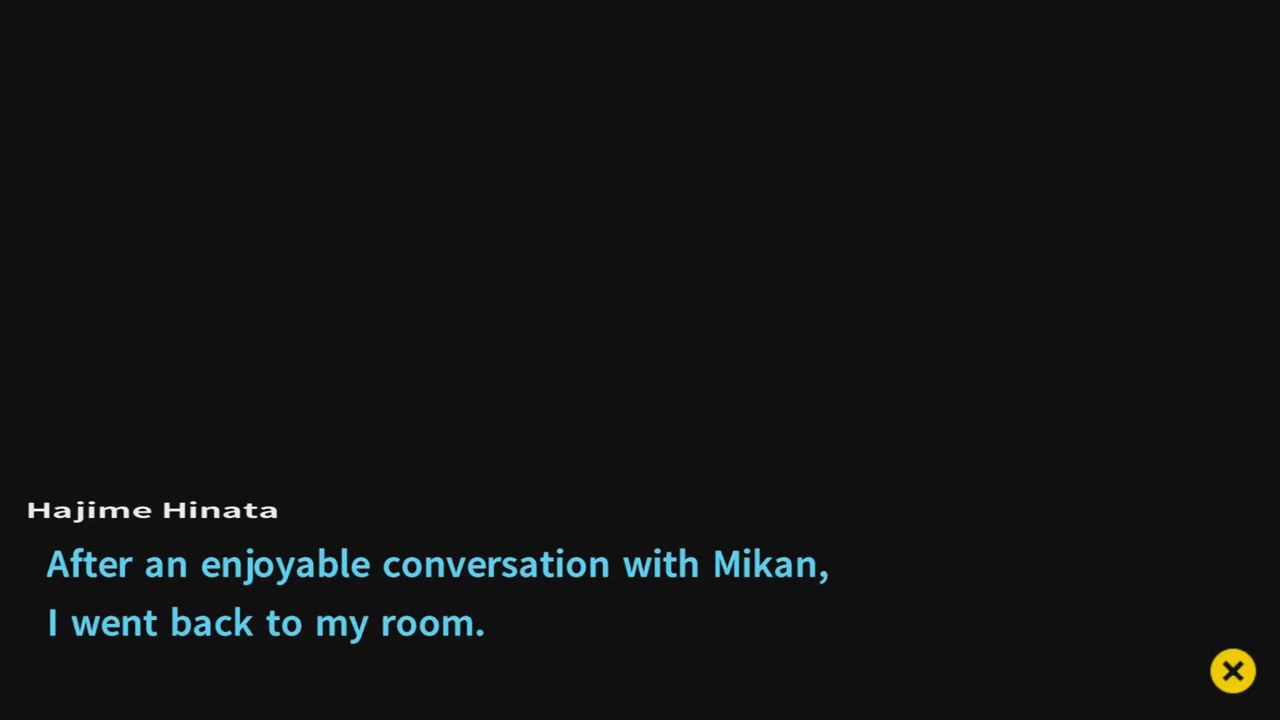 Hajime Hinata
After an enjoyable conversation with Mikan,
I went back to my room.